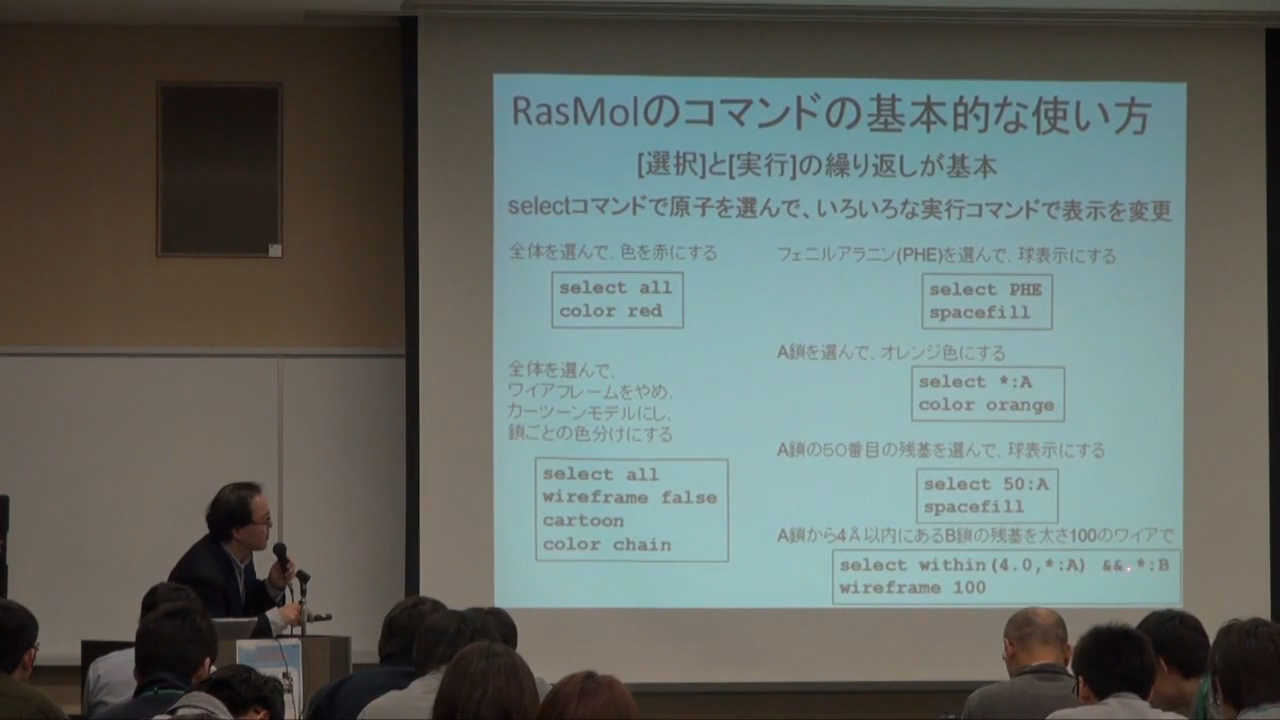 RasMolのコマンドの基本的な使い方
[選択]と[実行]の繰り返しが基本
selectコマンドで原子を選んで、いろいろな実行コマンドで表示を変更
全体を選んで、色を赤にする
select all
color red
全体を選んで、
ワイアフレームをやめ、
カーツーンモデルにし、
鎖ごとの色分けにする
select all
wireframe false
cartoon
color chain
フェニルアラニン(PHE)を選んで、球表示にする
select PHE
spacefill
A鎖を選んで、オレンジ色にする
select *:A
color orange
A鎖の50番目の残基を選んで、球表示にする
select 50:A
spacefill
A鎖から4Å以内にあるB鎖の残基を太さ100のワイアで
select within(4.0,*:A) && *:B
wireframe 100